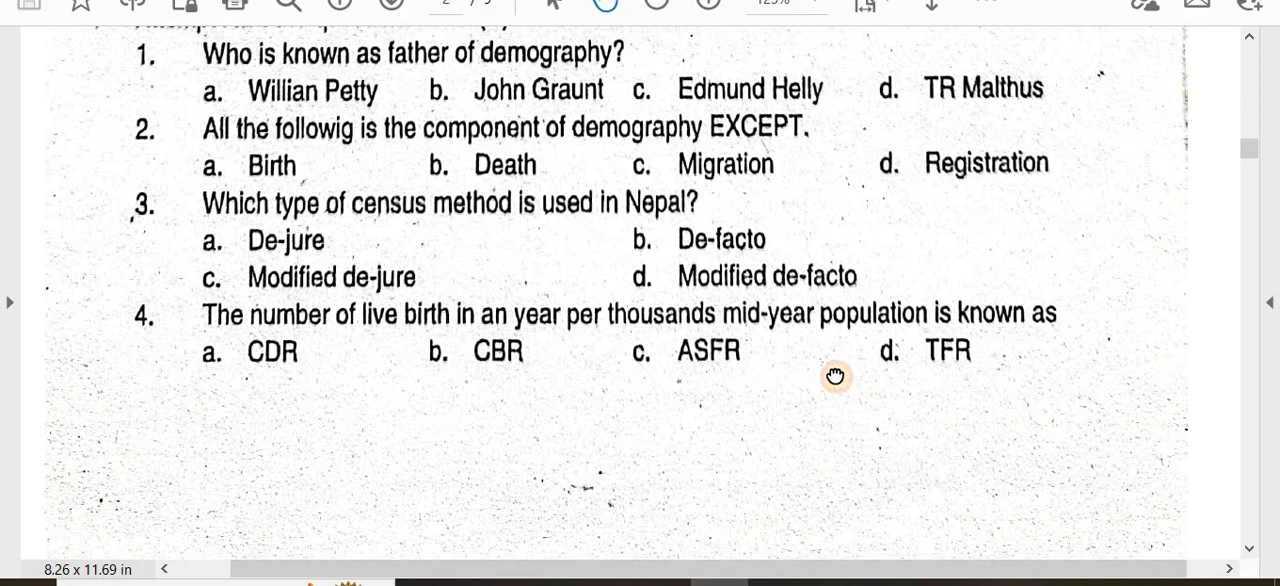 1. Who is known as father of demography?
a. Willian Petty b. John Graunt c. Edmund Helly d. TR Malthus
2. All the followig is the component of demography EXCEPT.
a. Birth b. Death c. Migration d. Registration
3. Which type of census method is used in Nepal?
a. De-jure b. De-facto
c. Modified de-jure d. Modified de-facto
4. The number of live birth in an year per thousands mid-year population is known as
a. CDR b. CBR c. ASFR d. TFR
8.26 x 11.69 in